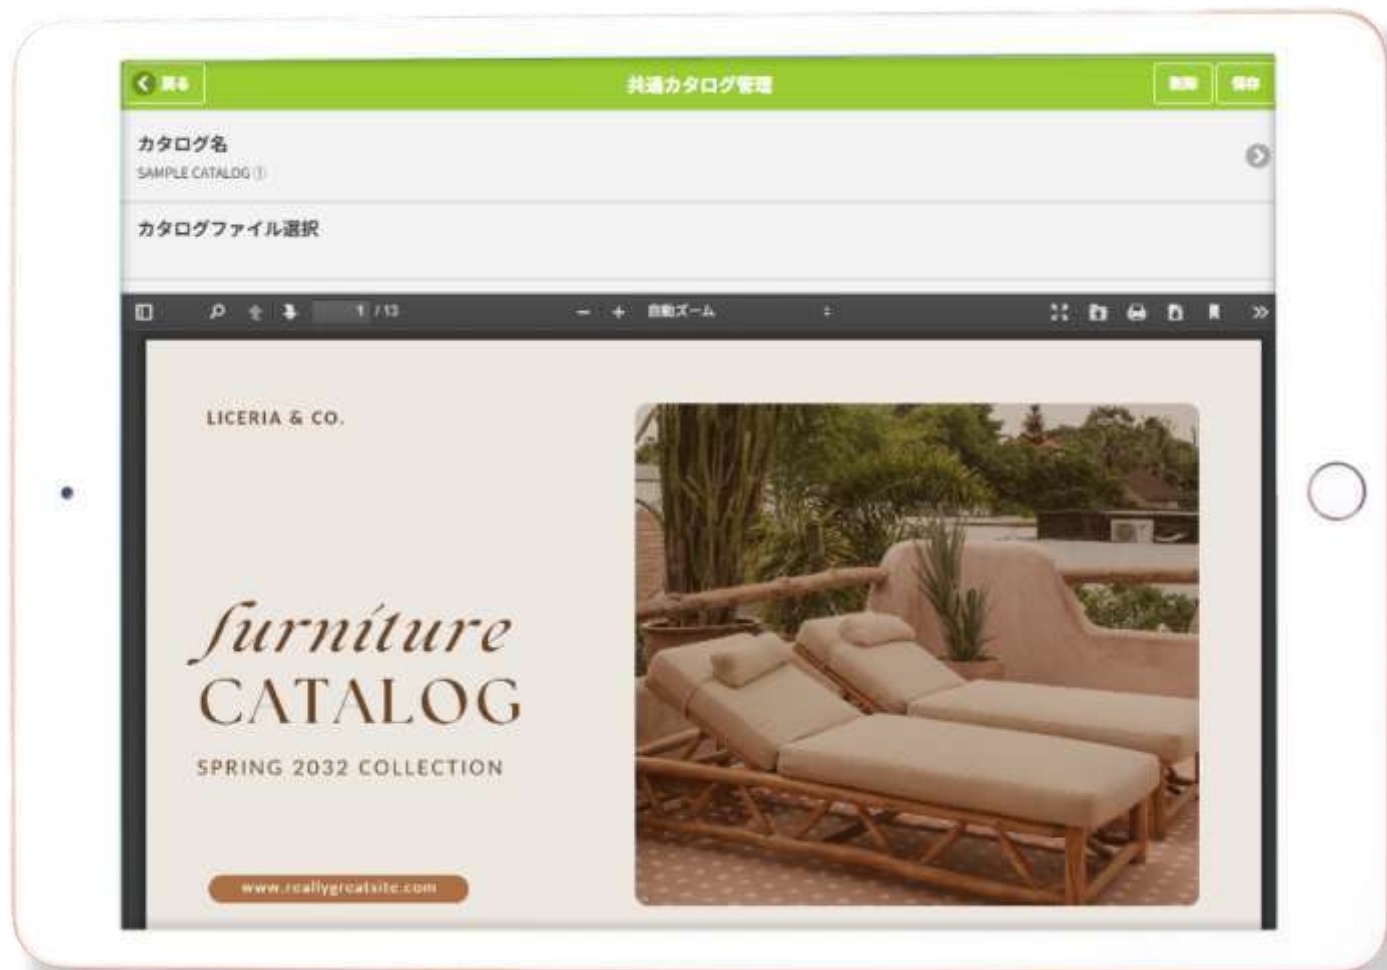 戻る
共通カタログ管理
削除
保存
カタログ名
SAMPLE CATALOG ①
カタログファイル選択
1 / 13
自動ズーム
LICERIA & CO.
furniture
CATALOG
SPRING 2032 COLLECTION
www.reallygreatsite.com